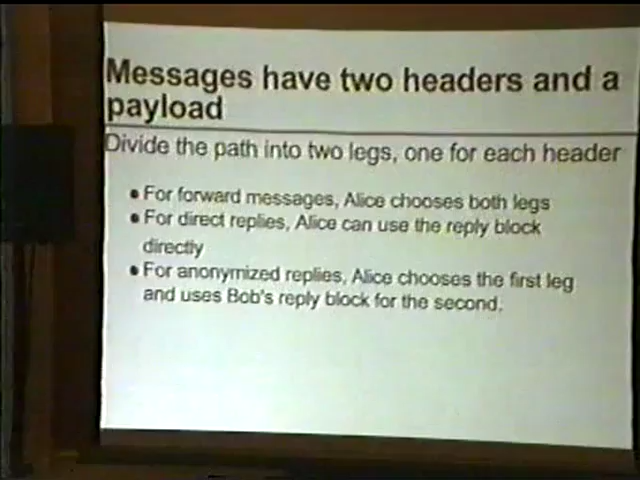 Messages have two headers and a
payload
Divide the path into two legs, one for each header
● For forward messages, Alice chooses both legs
● For direct replies, Alice can use the reply block
directly
● For anonymized replies, Alice chooses the first leg
and uses Bob's reply block for the second.